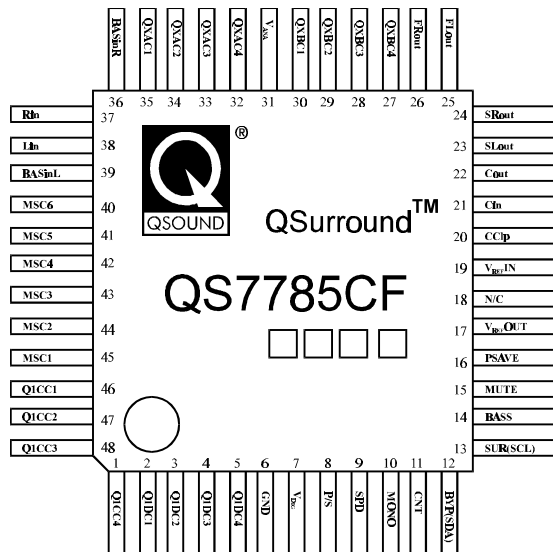 BASinR QXAC1 QXAC2 QXAC3 QXAC4 VANA QXBC1 QXBC2 QXBC3 QXBC4 FRout FLout
36 35 34 33 32 31 30 29 28 27 26 25
RIn 37
LIn 38
BASinL 39
MSC6 40
MSC5 41
MSC4 42
MSC3 43
MSC2 44
MSC1 45
Q1CC1 46
Q1CC2 47
Q1CC3 48
®
Q
QSOUND
QSurround™
QS7785CF
24 SRout
23 SLout
22 Cout
21 CIn
20 CClp
19 VREFIN
18 N/C
17 VREFOUT
16 PSAVE
15 MUTE
14 BASS
13 SUR(SCL)
1 2 3 4 5 6 7 8 9 10 11 12
Q1CC4 Q1DC1 Q1DC2 Q1DC3 Q1DC4 GND P/S SPD MONO CNT BYP(SDA)